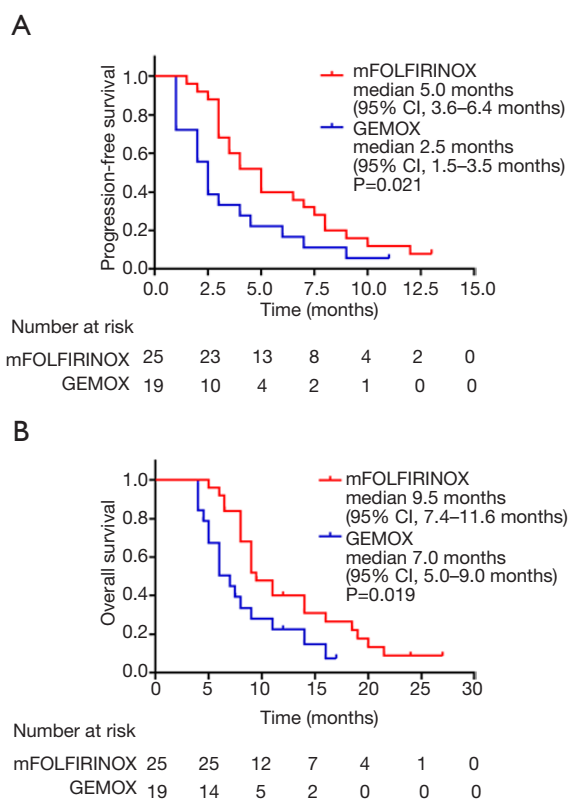 A
Progression-free survival
1.0
0.8
0.6
0.4
0.2
0.0
mFOLFIRINOX
median 5.0 months
(95% CI, 3.6–6.4 months)
GEMOX
median 2.5 months
(95% CI, 1.5–3.5 months)
P=0.021
0.0 2.5 5.0 7.5 10.0 12.5 15.0
Time (months)
Number at risk
mFOLFIRINOX 25 23 13 8 4 2 0
GEMOX 19 10 4 2 1 0 0
B
Overall survival
1.0
0.8
0.6
0.4
0.2
0.0
mFOLFIRINOX
median 9.5 months
(95% CI, 7.4–11.6 months)
GEMOX
median 7.0 months
(95% CI, 5.0–9.0 months)
P=0.019
0 5 10 15 20 25 30
Time (months)
Number at risk
mFOLFIRINOX 25 25 12 7 4 1 0
GEMOX 19 14 5 2 0 0 0